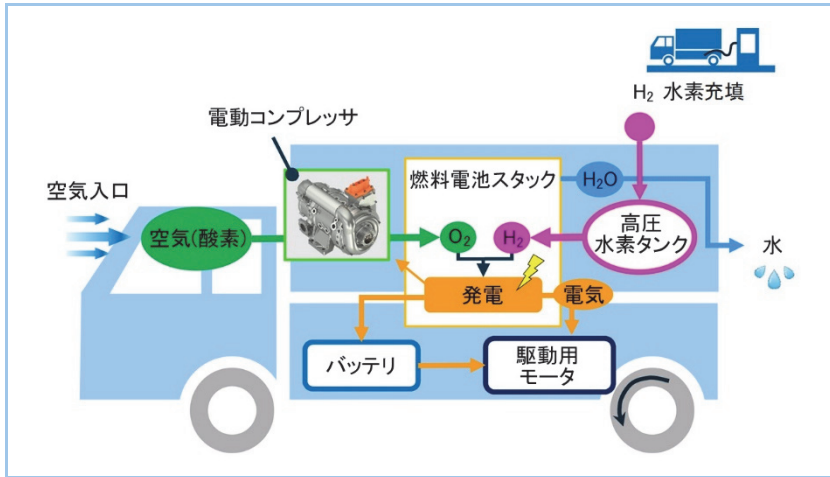 H₂ 水素充填
電動コンプレッサ
空気入口
空気(酸素)
燃料電池スタック
H₂O
O₂
H₂
高圧
水素タンク
水
発電
電気
バッテリ
駆動用
モータ